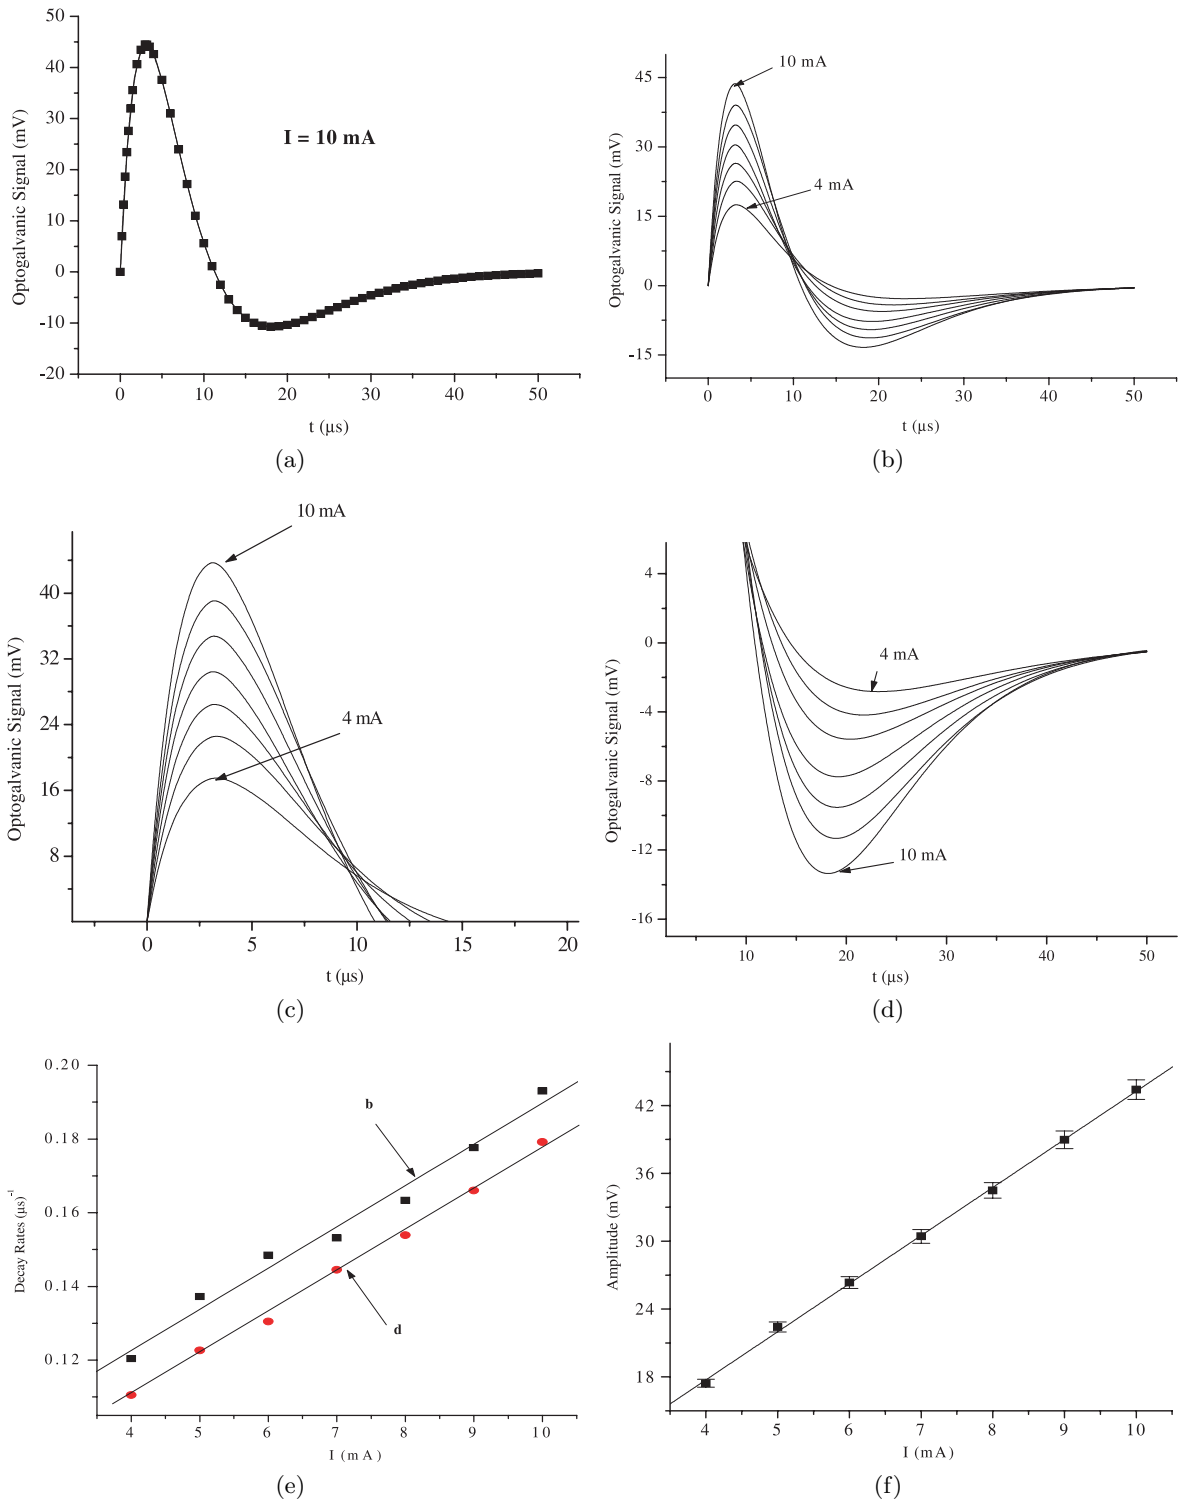 50
40
30
20
10
0
-10
-20
Optogalvanic Signal (mV)
I = 10 mA
0 10 20 30 40 50
t (μs)
(a)
45
30
15
0
-15
Optogalvanic Signal (mV)
10 mA
4 mA
0 10 20 30 40 50
t (μs)
(b)
40
32
24
16
8
Optogalvanic Signal (mV)
10 mA
4 mA
0 5 10 15 20
t (μs)
(c)
4
0
-4
-8
-12
-16
Optogalvanic Signal (mV)
4 mA
10 mA
10 20 30 40 50
t (μs)
(d)
0.20
0.18
0.16
0.14
0.12
Decay Rates (μs)-1
b
d
4 5 6 7 8 9 10
I (mA)
(e)
42
36
30
24
18
Amplitude (mV)
4 5 6 7 8 9 10
I (mA)
(f)